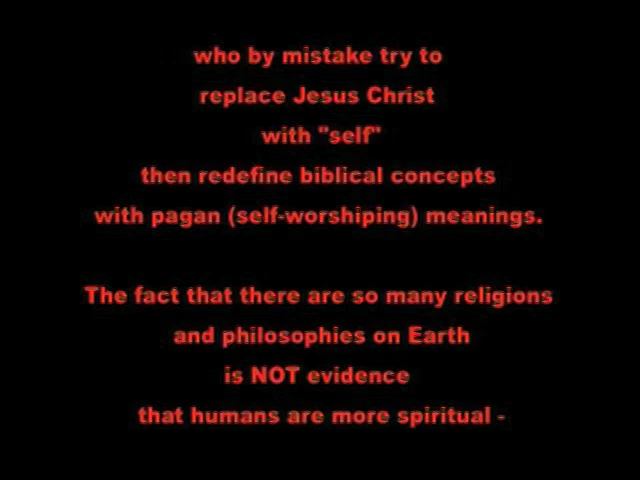 who by mistake try to
replace Jesus Christ
with "self"
then redefine biblical concepts
with pagan (self-worshiping) meanings.
The fact that there are so many religions
and philosophies on Earth
is NOT evidence
that humans are more spiritual -